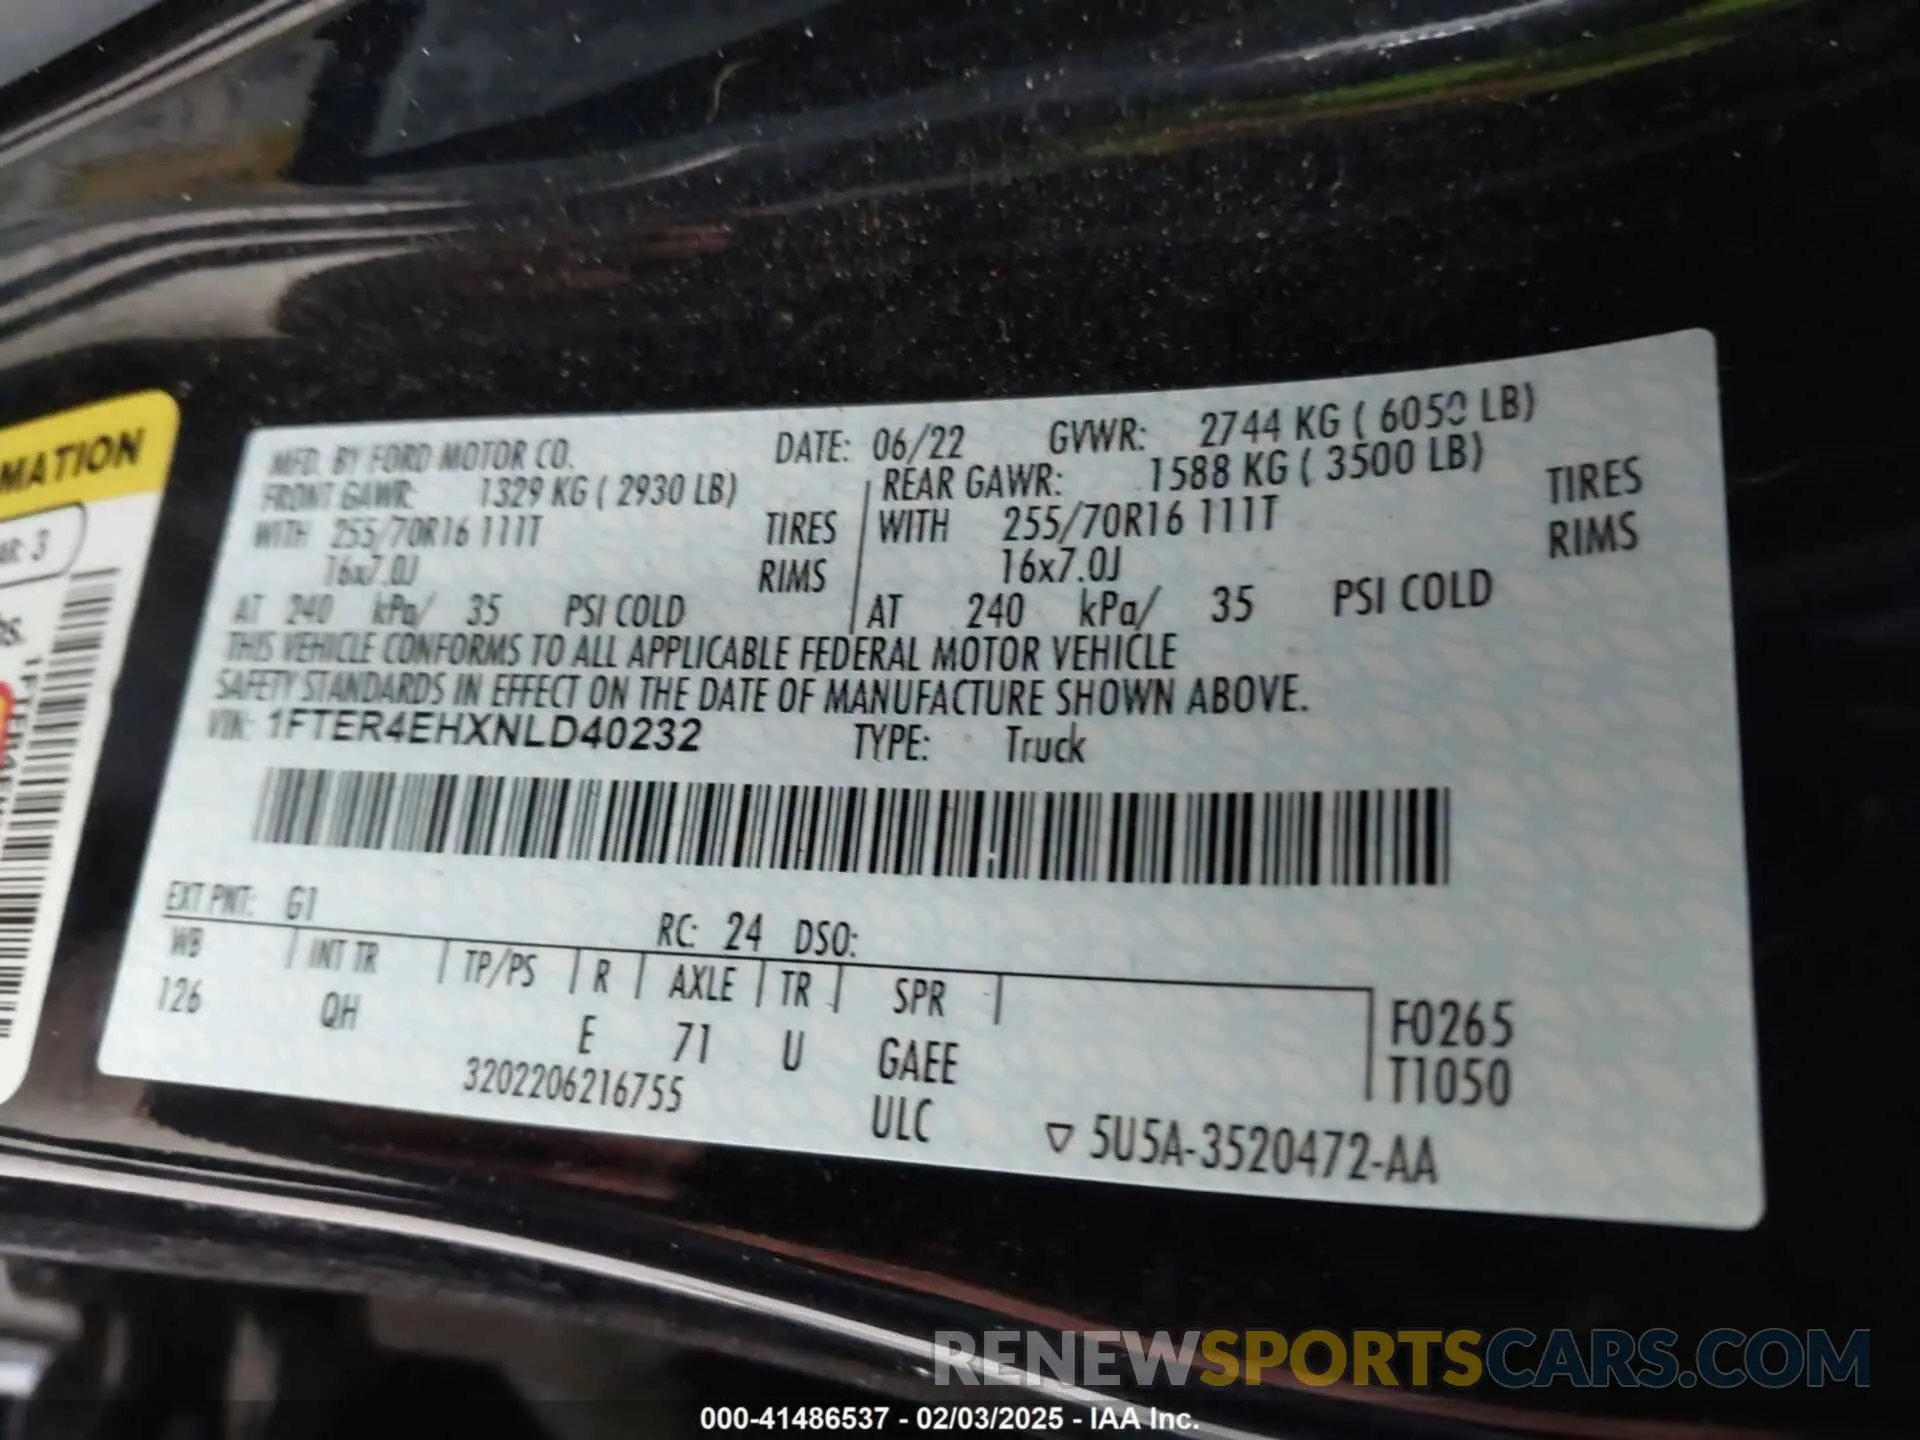 MATION
AR: 3
MFD. BY FORD MOTOR CO. DATE: 06/22 GVWR: 2744 KG ( 6050 LB)
FRONT GAWR: 1329 KG ( 2930 LB) REAR GAWR: 1588 KG ( 3500 LB)
WITH 255/70R16 111T TIRES WITH 255/70R16 111T TIRES
16x7.0J RIMS 16x7.0J RIMS
AT 240 kPa/ 35 PSI COLD AT 240 kPa/ 35 PSI COLD
THIS VEHICLE CONFORMS TO ALL APPLICABLE FEDERAL MOTOR VEHICLE
SAFETY STANDARDS IN EFFECT ON THE DATE OF MANUFACTURE SHOWN ABOVE.
VIN: 1FTER4EHXNLD40232 TYPE: Truck
EXT PNT: G1 RC: 24 DSO:
WB INT TR TP/PS R AXLE TR SPR
126 QH E 71 U GAEE
F0265
T1050
3202206216755 ULC
▽ 5U5A-3520472-AA
RENEWSPORTSCARS.COM
000-41486537 - 02/03/2025 - IAA Inc.